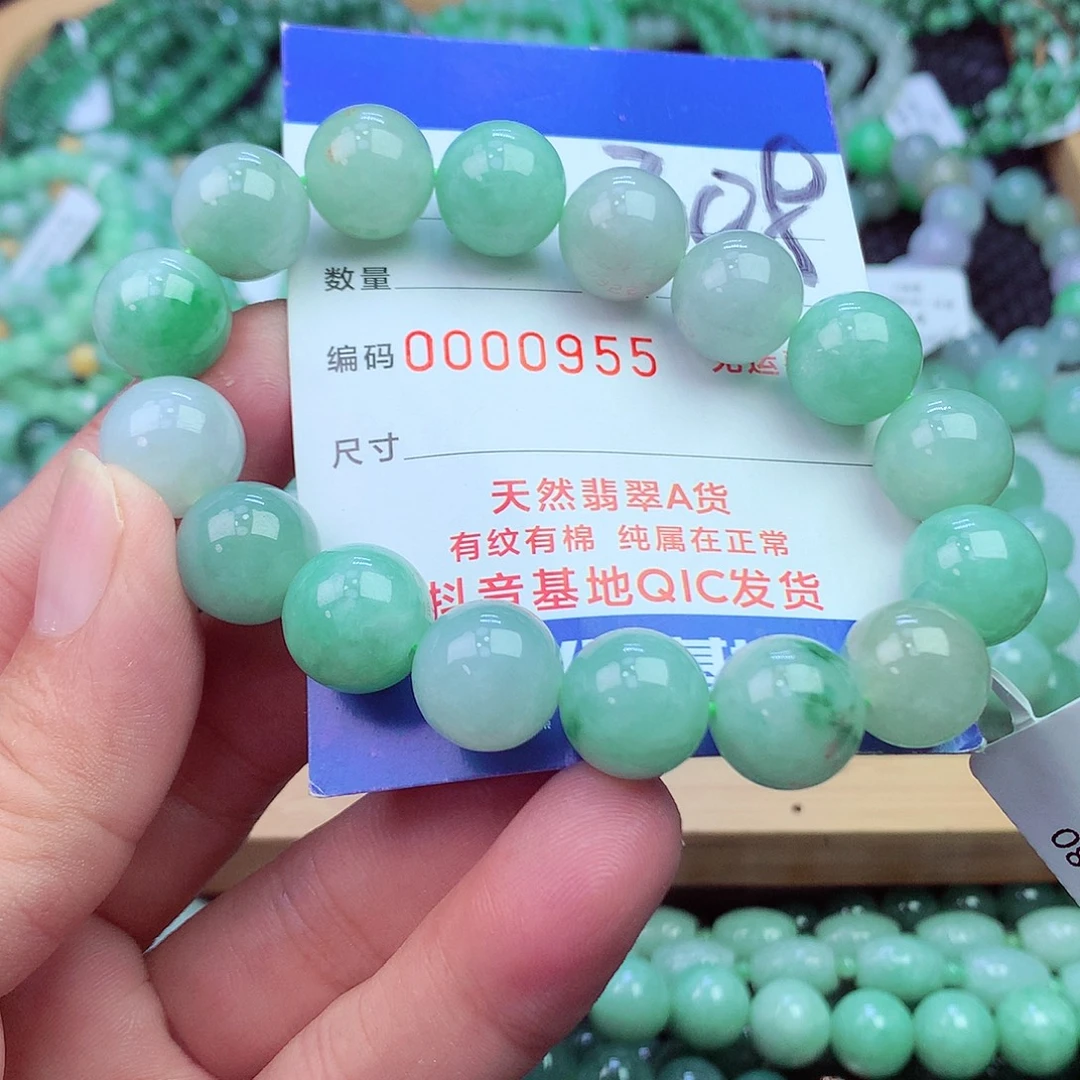 数量
编码 0000955
尺寸
天然翡翠A货
有纹有棉 纯属在正常
抖音基地QIC发货
08